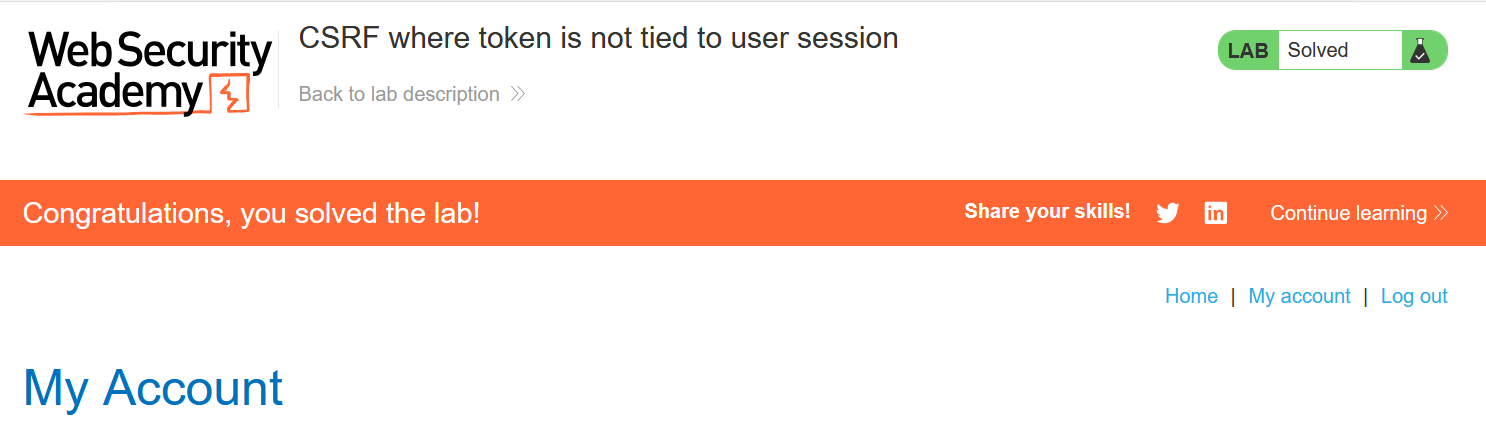 Web Security
Academy
CSRF where token is not tied to user session
Back to lab description
LAB Solved
Congratulations, you solved the lab!
Share your skills!
Continue learning
Home | My account | Log out
My Account